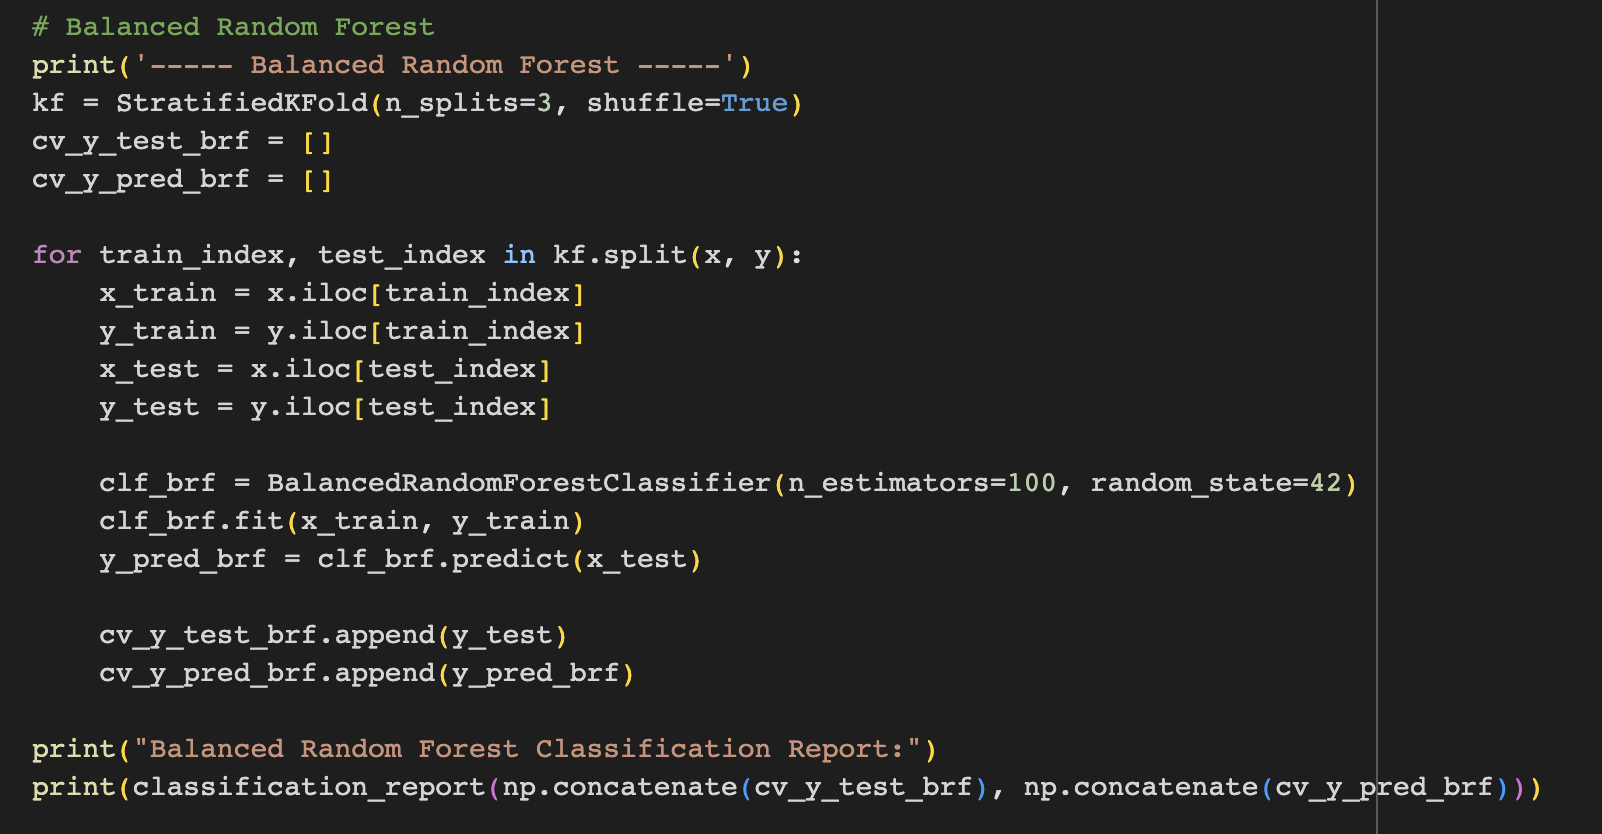 # Balanced Random Forest
print('----- Balanced Random Forest -----')
kf = StratifiedKFold(n_splits=3, shuffle=True)
cv_y_test_brf = []
cv_y_pred_brf = []

for train_index, test_index in kf.split(x, y):
    x_train = x.iloc[train_index]
    y_train = y.iloc[train_index]
    x_test = x.iloc[test_index]
    y_test = y.iloc[test_index]

    clf_brf = BalancedRandomForestClassifier(n_estimators=100, random_state=42)
    clf_brf.fit(x_train, y_train)
    y_pred_brf = clf_brf.predict(x_test)

    cv_y_test_brf.append(y_test)
    cv_y_pred_brf.append(y_pred_brf)

print("Balanced Random Forest Classification Report:")
print(classification_report(np.concatenate(cv_y_test_brf), np.concatenate(cv_y_pred_brf)))